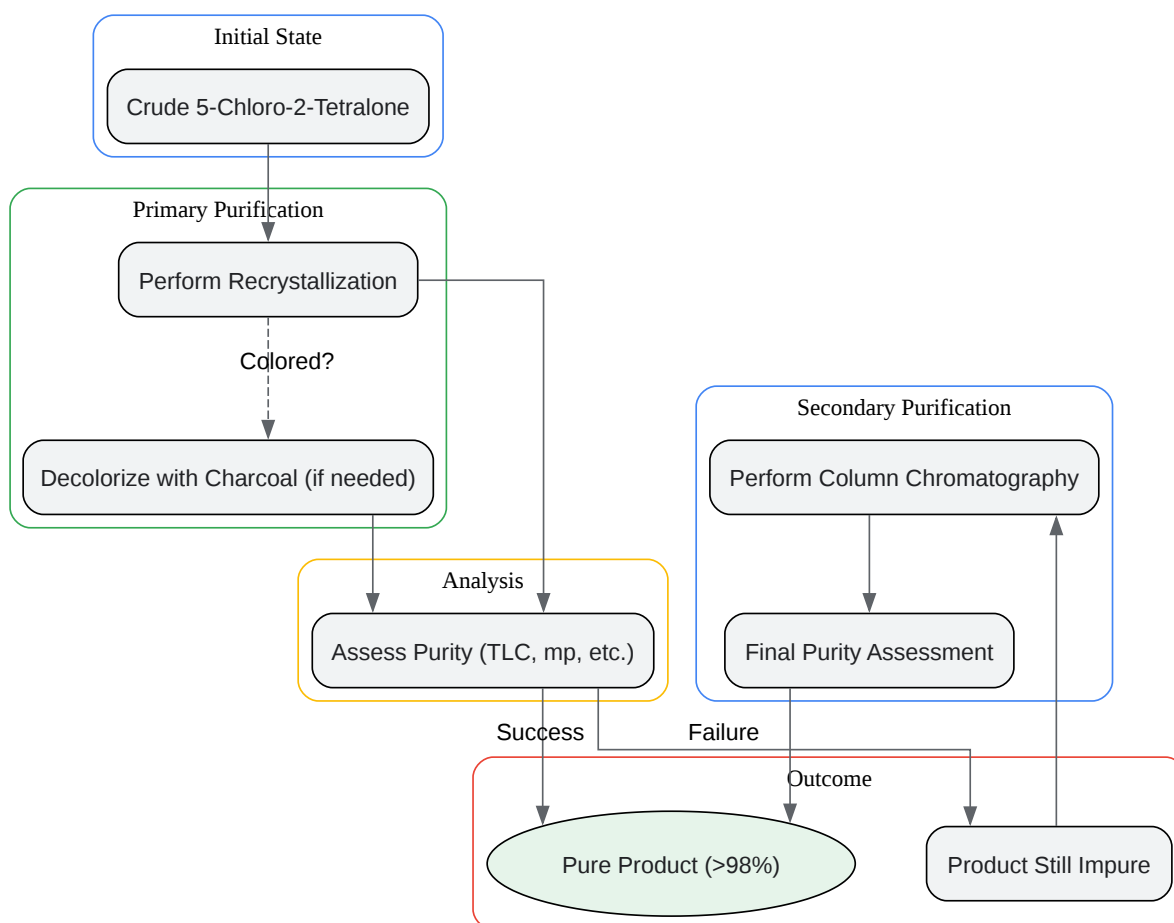 Initial State
Crude 5-Chloro-2-Tetralone
Primary Purification
Perform Recrystallization
Colored?
Decolorize with Charcoal (if needed)
Secondary Purification
Perform Column Chromatography
Analysis
Assess Purity (TLC, mp, etc.)
Final Purity Assessment
Success
Failure
Outcome
Pure Product (>98%)
Product Still Impure